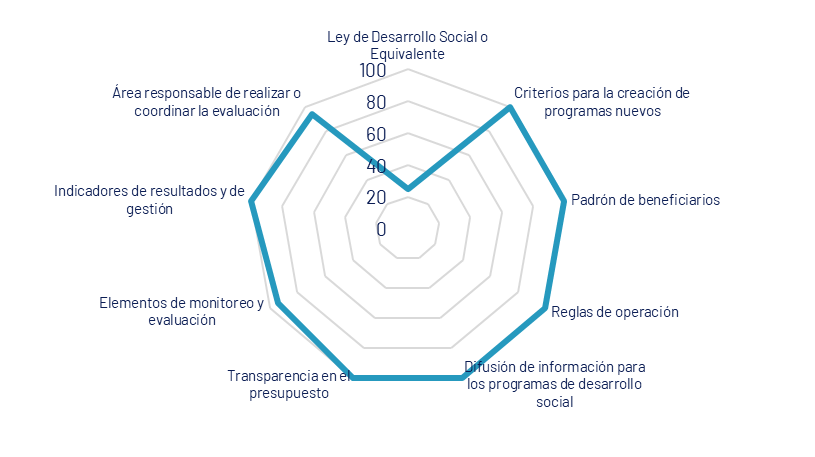 Ley de Desarrollo Social o
Equivalente
100
80
60
40
20
0
Criterios para la creación de
programas nuevos
Padrón de beneficiarios
Reglas de operación
Difusión de información para
los programas de desarrollo
social
Transparencia en el
presupuesto
Elementos de monitoreo y
evaluación
Indicadores de resultados y de
gestión
Área responsable de realizar o
coordinar la evaluación